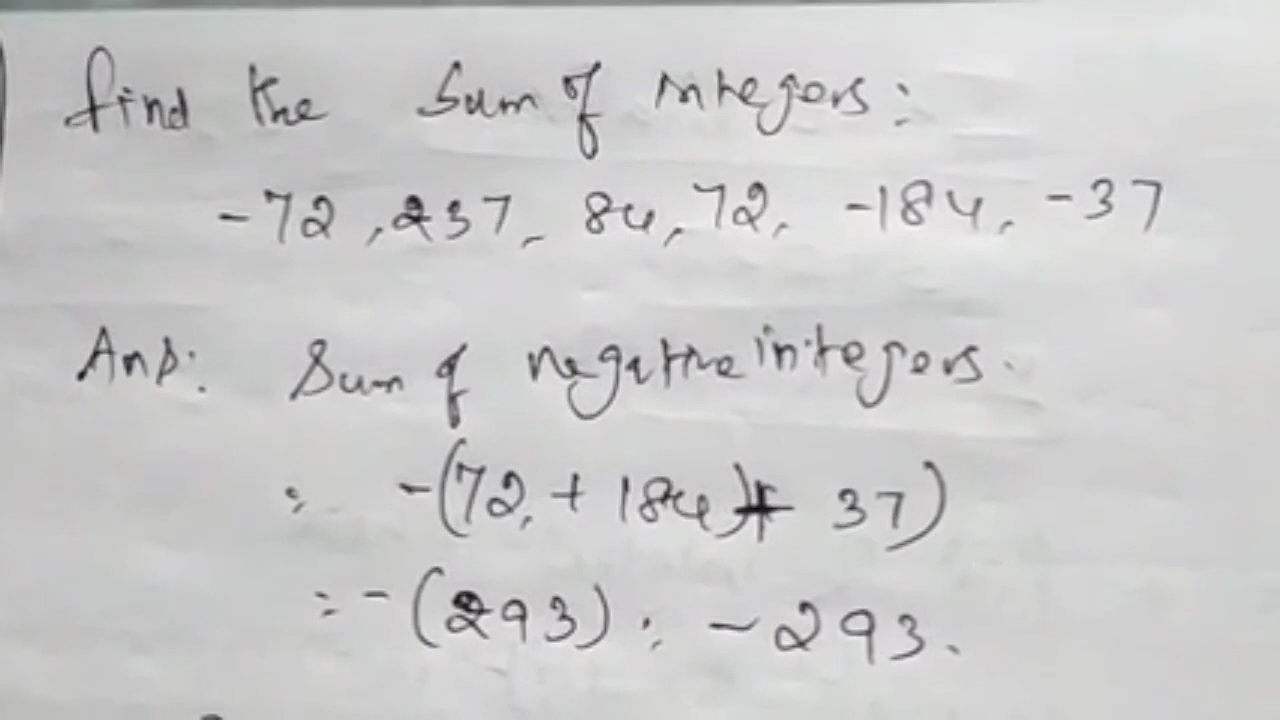 find the Sum of integers:
-72, 237, 84, 72, -184, -37
Ans: Sum of negative integers.
= -(72 + 184) + 37)
= -(293) = -293.